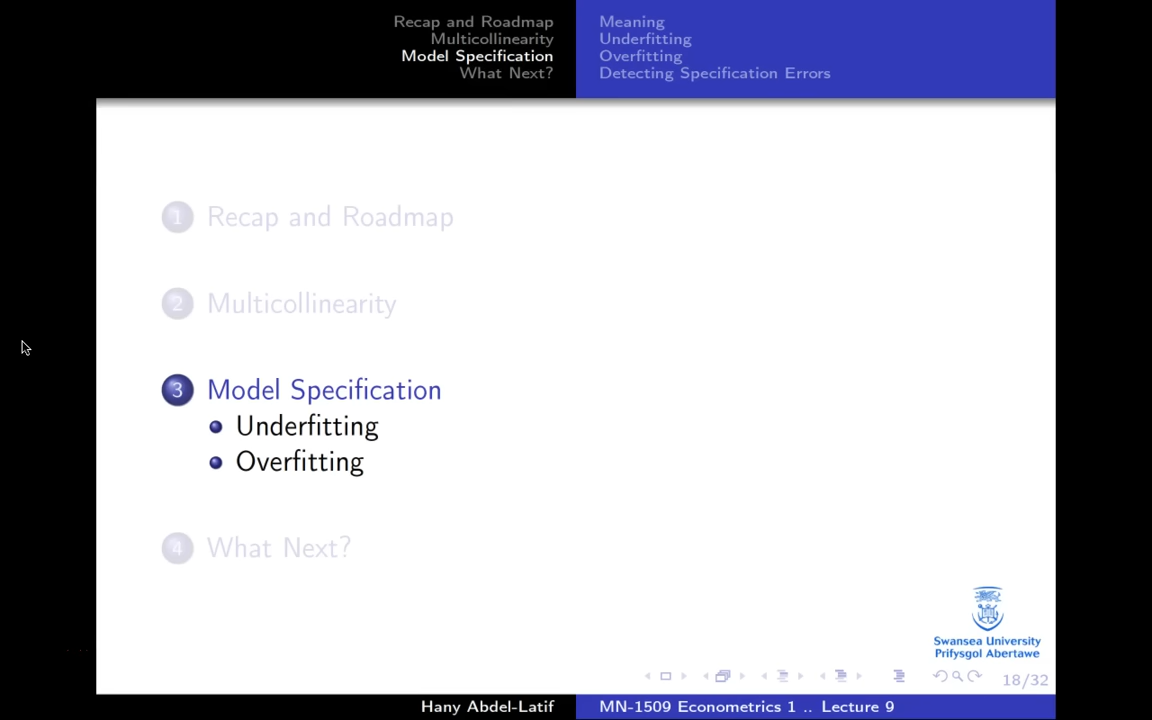 Recap and Roadmap
Multicollinearity
Model Specification
What Next?
Meaning
Underfitting
Overfitting
Detecting Specification Errors
1 Recap and Roadmap
2 Multicollinearity
3 Model Specification
Underfitting
Overfitting
4 What Next?
Swansea University
Prifysgol Abertawe
18/32
Hany Abdel-Latif
MN-1509 Econometrics 1 .. Lecture 9